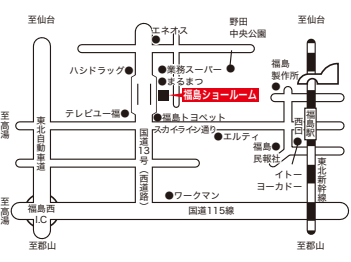 至仙台
至仙台
エネオス
野田
中央公園
ハシドラッグ
業務スーパー
まるまつ
福島
製作所
福島ショールーム
テレビユー福
福島トヨペット
スカイライン通り
エルティ
西口
福島駅
至高湯
東北自動車道
国道13号（西道路）
福島
民報社
イトー
ヨーカドー
東北新幹線
ワークマン
至高湯
福島西
I.C
国道115線
至郡山
至郡山